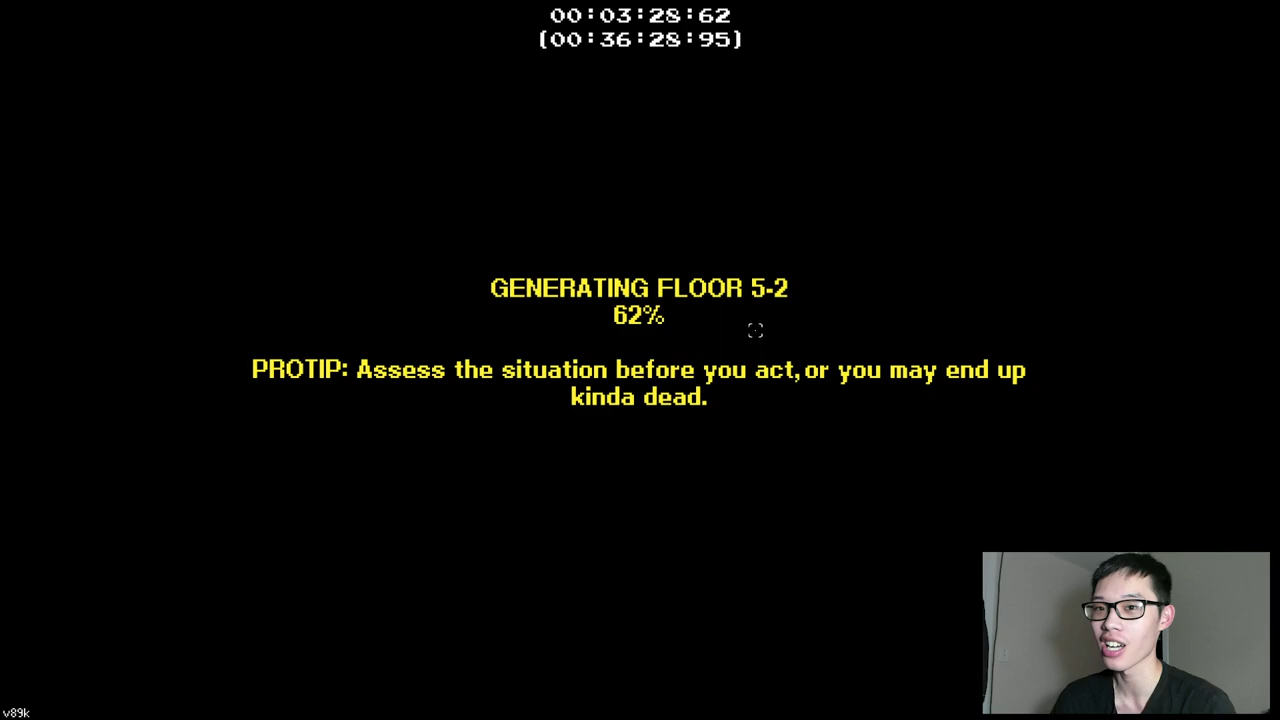 00:03:28:62
[00:36:28:95]
GENERATING FLOOR 5-2
62%
PROTIP: Assess the situation before you act, or you may end up
kinda dead.
v89k